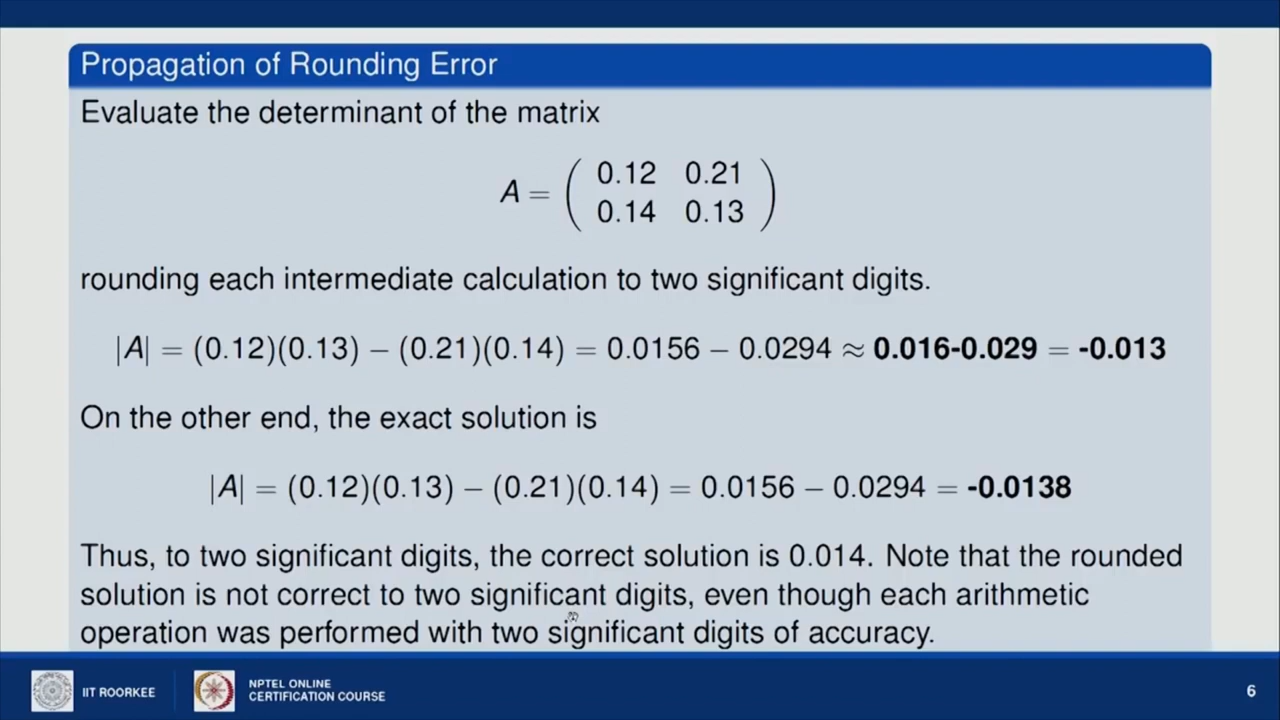 Propagation of Rounding Error
Evaluate the determinant of the matrix
A = ( 0.12 0.21
0.14 0.13 )
rounding each intermediate calculation to two significant digits.
|A| = (0.12)(0.13) − (0.21)(0.14) = 0.0156 − 0.0294 ≈ 0.016-0.029 = -0.013
On the other end, the exact solution is
|A| = (0.12)(0.13) − (0.21)(0.14) = 0.0156 − 0.0294 = -0.0138
Thus, to two significant digits, the correct solution is 0.014. Note that the rounded
solution is not correct to two significant digits, even though each arithmetic
operation was performed with two significant digits of accuracy.
IIT ROORKEE
NPTEL ONLINE
CERTIFICATION COURSE
6